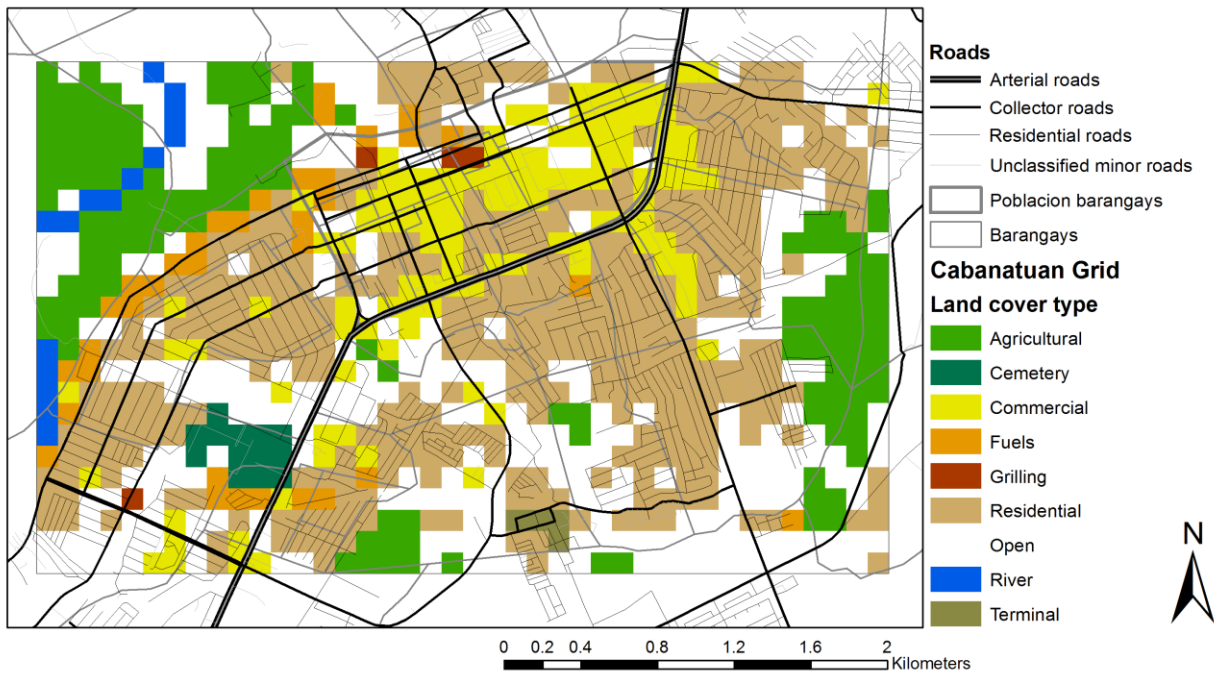 Roads
Arterial roads
Collector roads
Residential roads
Unclassified minor roads
Poblacion barangays
Barangays
Cabanatuan Grid
Land cover type
Agricultural
Cemetery
Commercial
Fuels
Grilling
Residential
Open
River
Terminal
N
0 0.2 0.4 0.8 1.2 1.6 2
Kilometers